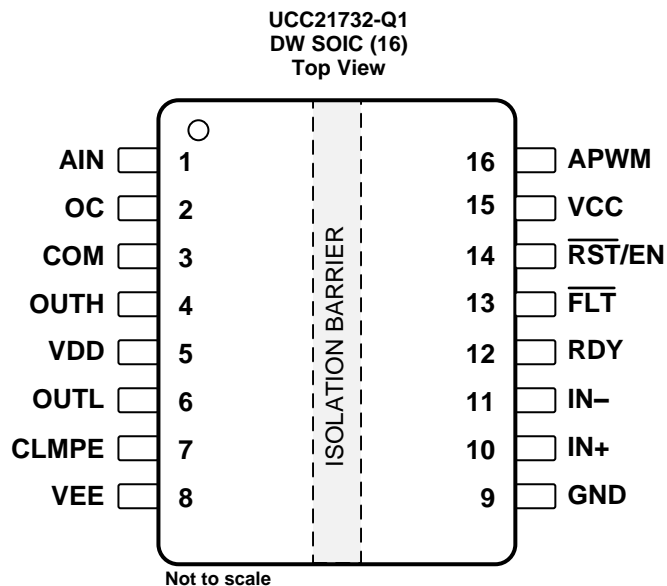 UCC21732-Q1
DW SOIC (16)
Top View
AIN 1 16 APWM
OC 2 15 VCC
COM 3 14 R̅S̅T̅/EN
OUTH 4 13 F̅L̅T̅
VDD 5 12 RDY
OUTL 6 11 IN–
CLMPE 7 10 IN+
VEE 8 9 GND
ISOLATION BARRIER
Not to scale